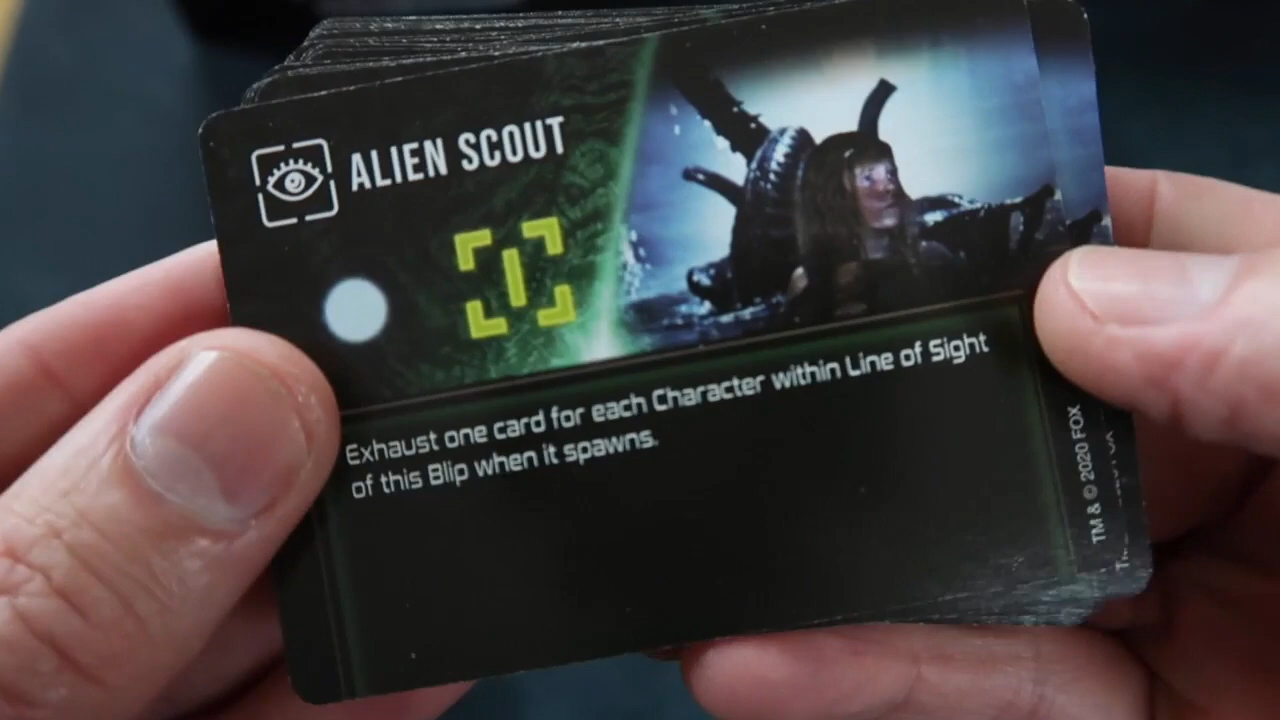 ALIEN SCOUT
Exhaust one card for each Character within Line of Sight
of this Blip when it spawns.
TM & © 2020 FOX